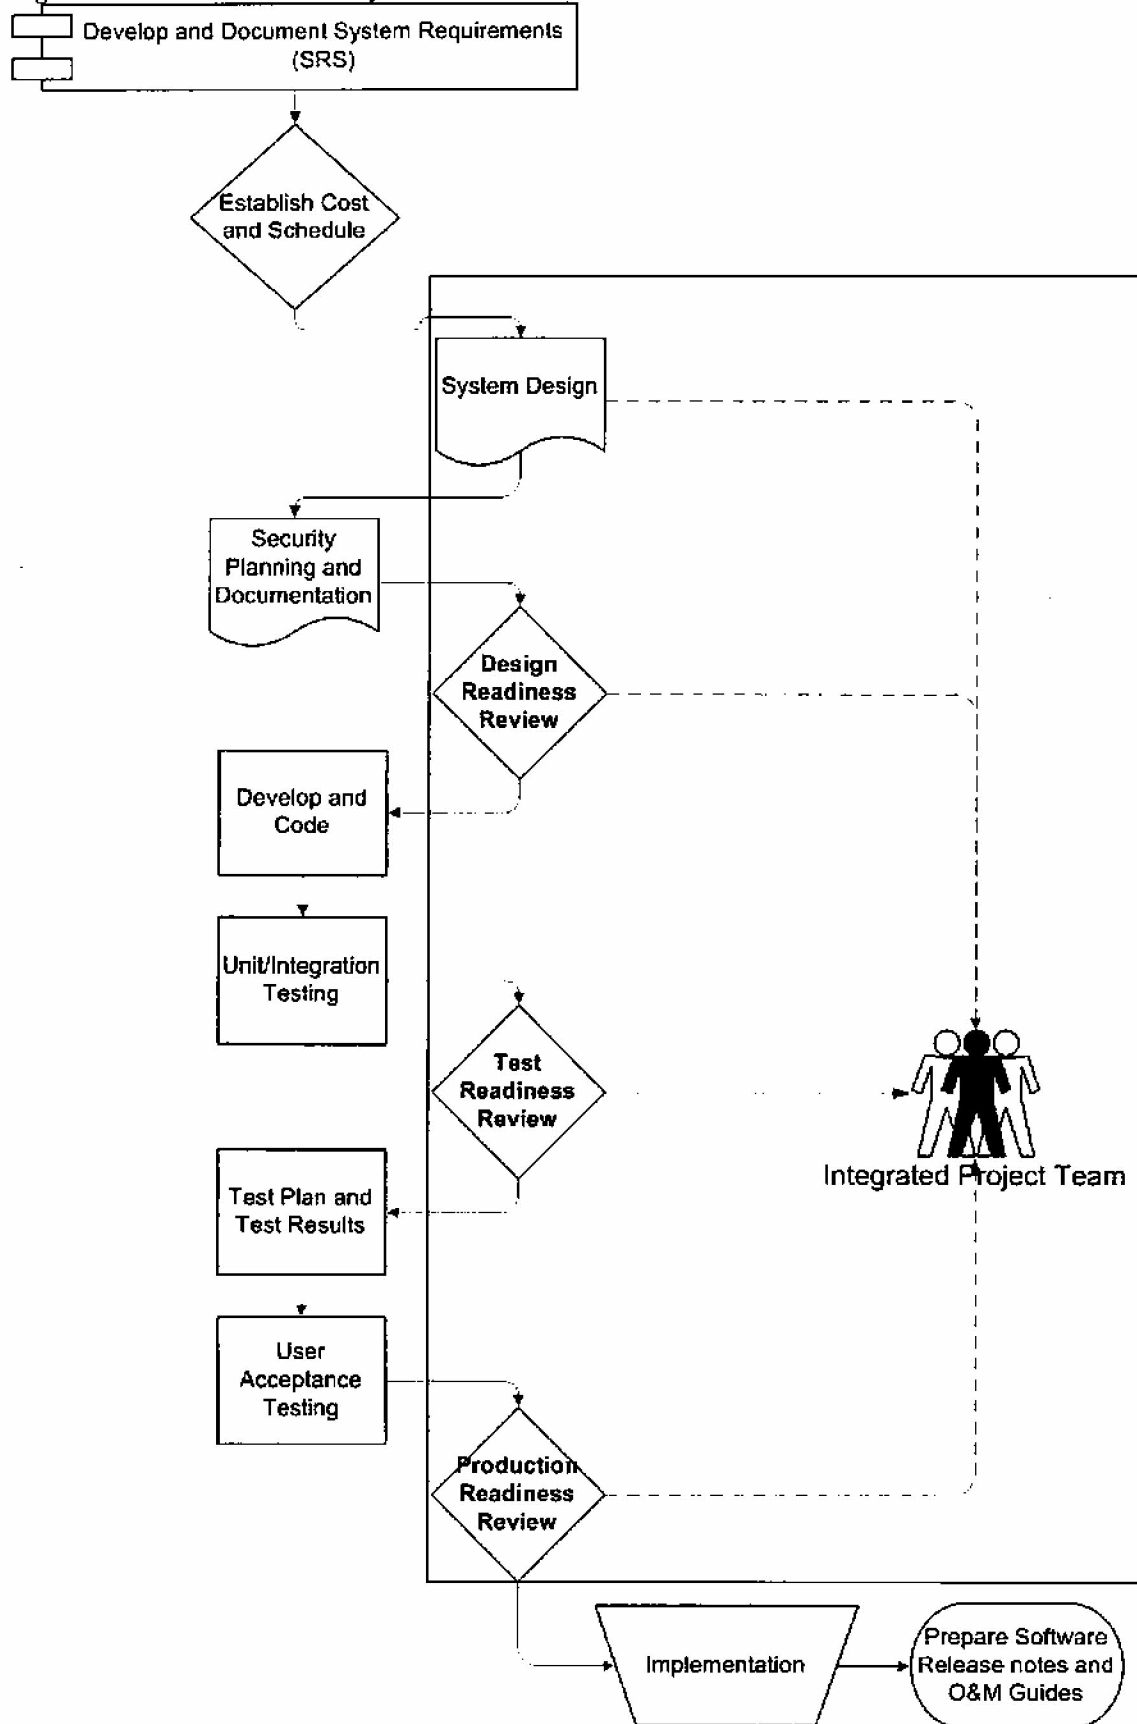 Develop and Document System Requirements
(SRS)
Establish Cost
and Schedule
System Design
Security
Planning and
Documentation
Design
Readiness
Review
Develop and
Code
Unit/Integration
Testing
Test
Readiness
Review
Integrated Project Team
Test Plan and
Test Results
User
Acceptance
Testing
Production
Readiness
Review
Implementation
Prepare Software
Release notes and
O&M Guides